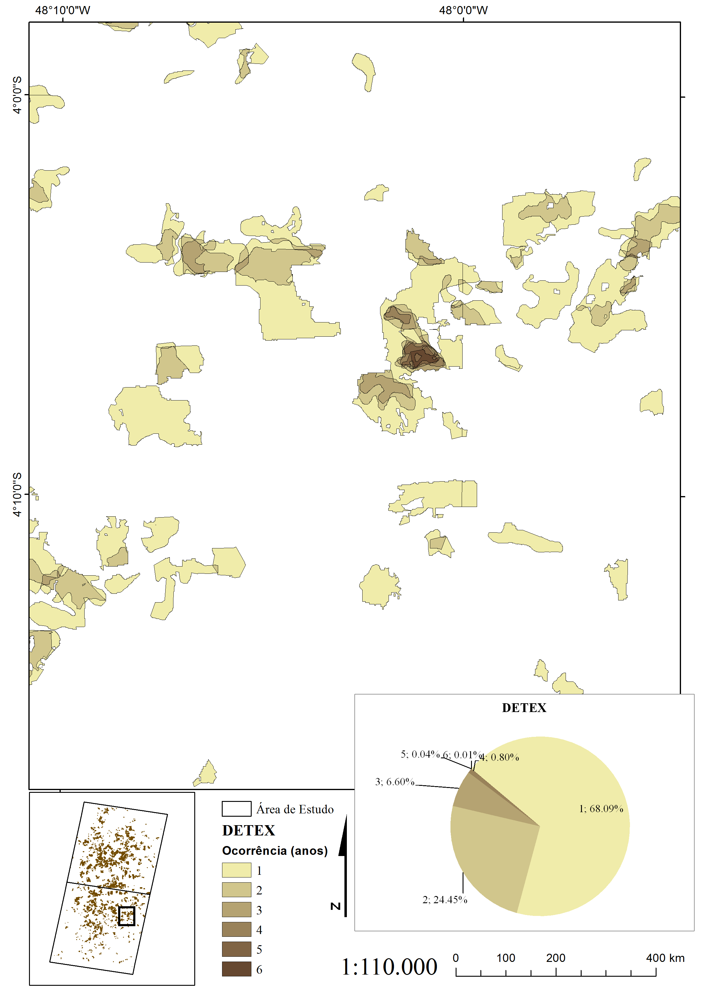 48°10'0"W
48°0'0"W
4°0'0"S
4°10'0"S
DETEX
5; 0.04%
6; 0.01%
4; 0.80%
3; 6.60%
1; 68.09%
2; 24.45%
Área de Estudo
DETEX
Ocorrência (anos)
1
2
3
4
5
6
N
1:110.000
0 100 200 400 km